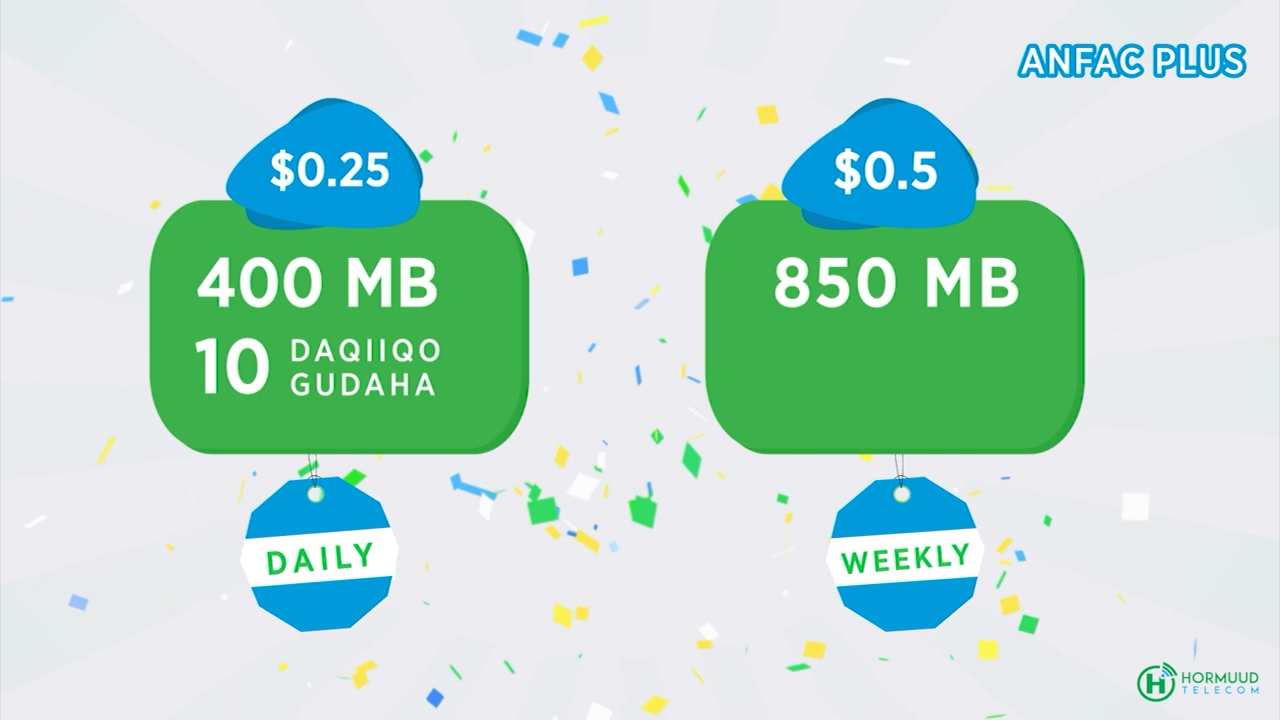 ANFAC PLUS
$0.25
400 MB
10 DAQIIQO
GUDAHA
DAILY
$0.5
850 MB
WEEKLY
H
HORMUUD
TELECOM